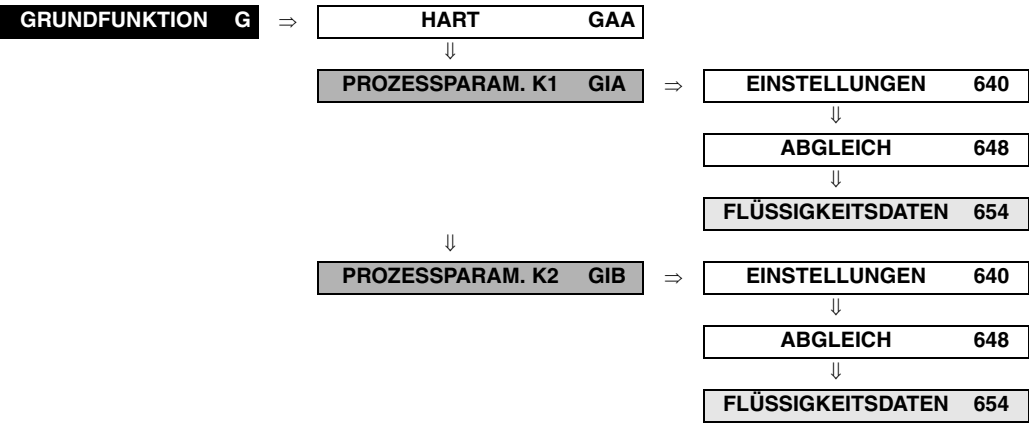 GRUNDFUNKTION G ⇒ HART GAA
⇓
PROZESSPARAM. K1 GIA ⇒ EINSTELLUNGEN 640
⇓
ABGLEICH 648
⇓
FLÜSSIGKEITSDATEN 654
⇓
PROZESSPARAM. K2 GIB ⇒ EINSTELLUNGEN 640
⇓
ABGLEICH 648
⇓
FLÜSSIGKEITSDATEN 654